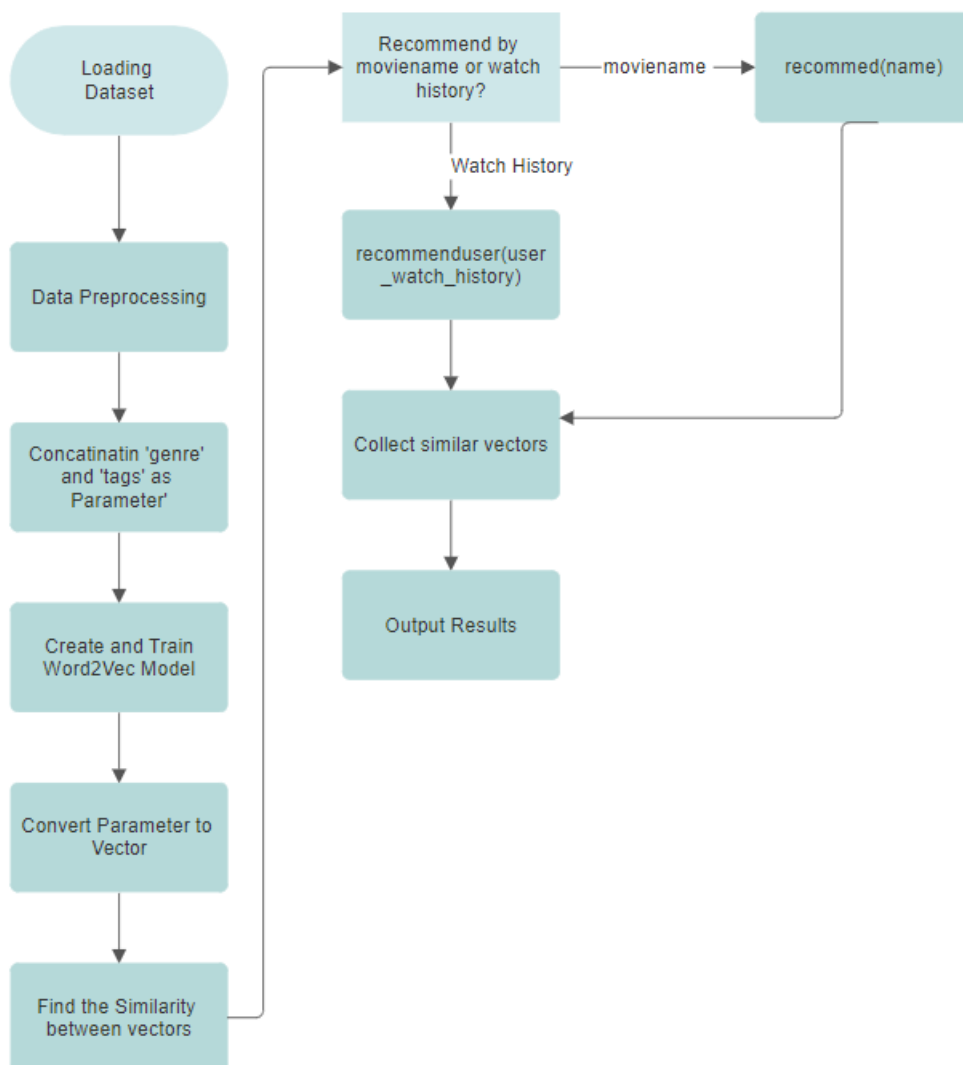 Loading
Dataset
Data Preprocessing
Concatinatin 'genre'
and 'tags' as
Parameter'
Create and Train
Word2Vec Model
Convert Parameter to
Vector
Find the Similarity
between vectors
Recommend by
moviename or watch
history?
moviename
recommed(name)
Watch History
recommenduser(user
_watch_history)
Collect similar vectors
Output Results